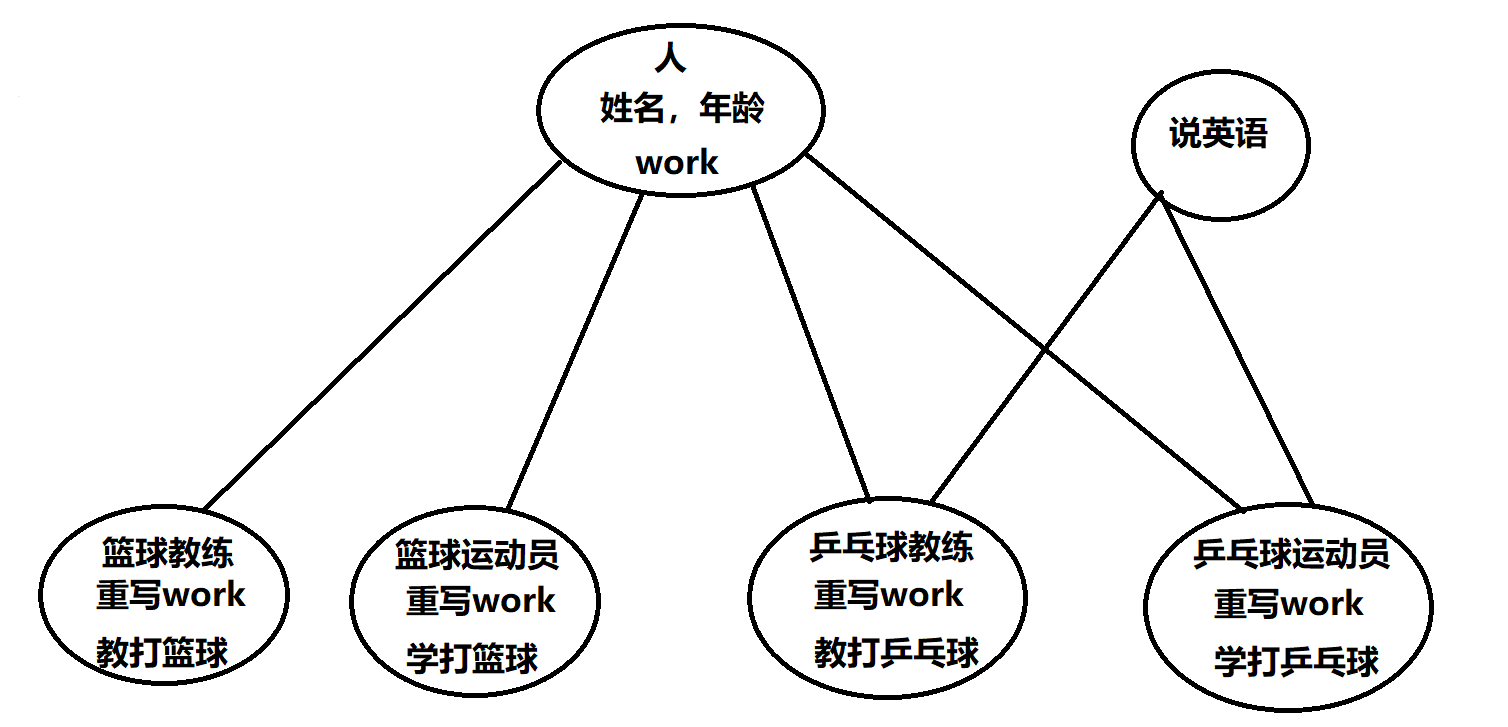 人
姓名，年龄
work
说英语
篮球教练
重写work
教打篮球
篮球运动员
重写work
学打篮球
乒乓球教练
重写work
教打乒乓球
乒乓球运动员
重写work
学打乒乓球